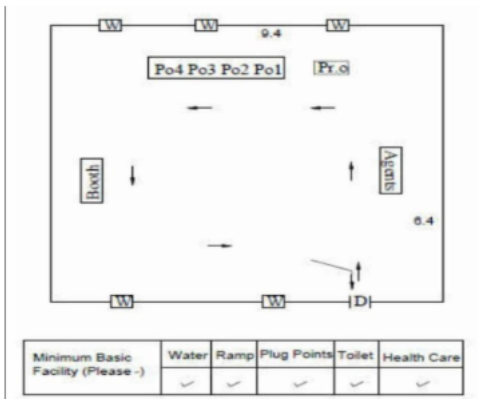 W W W
9.4
Po4 Po3 Po2 Po1 Pr.o
Booth
Agents
6.4
W W D
Minimum Basic Facility (Please -) Water Ramp Plug Points Toilet Health Care